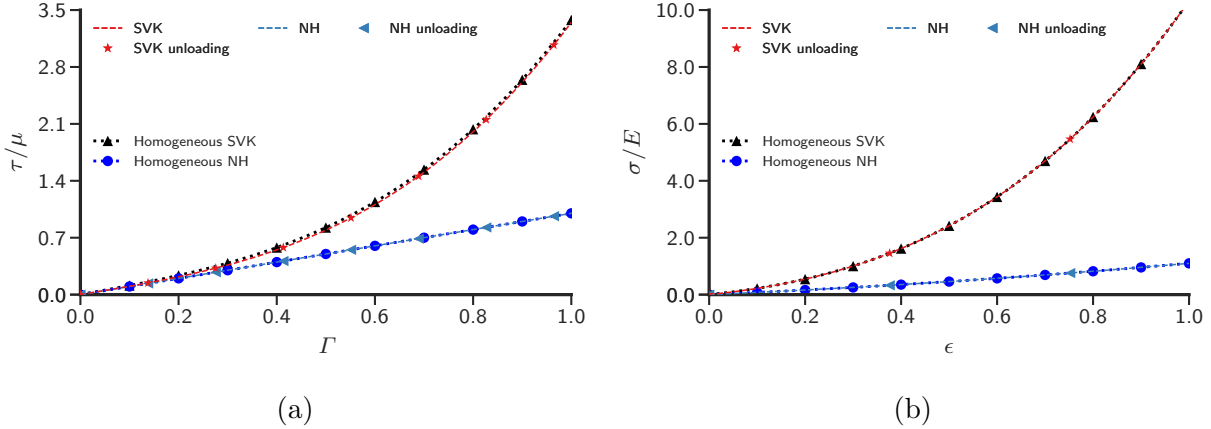 3.5
2.8
2.1
1.4
0.7
0.0
τ/μ
SVK
NH
NH unloading
SVK unloading
Homogeneous SVK
Homogeneous NH
0.0 0.2 0.4 0.6 0.8 1.0
Γ
(a)
10.0
8.0
6.0
4.0
2.0
0.0
σ/E
SVK
NH
NH unloading
SVK unloading
Homogeneous SVK
Homogeneous NH
0.0 0.2 0.4 0.6 0.8 1.0
ϵ
(b)